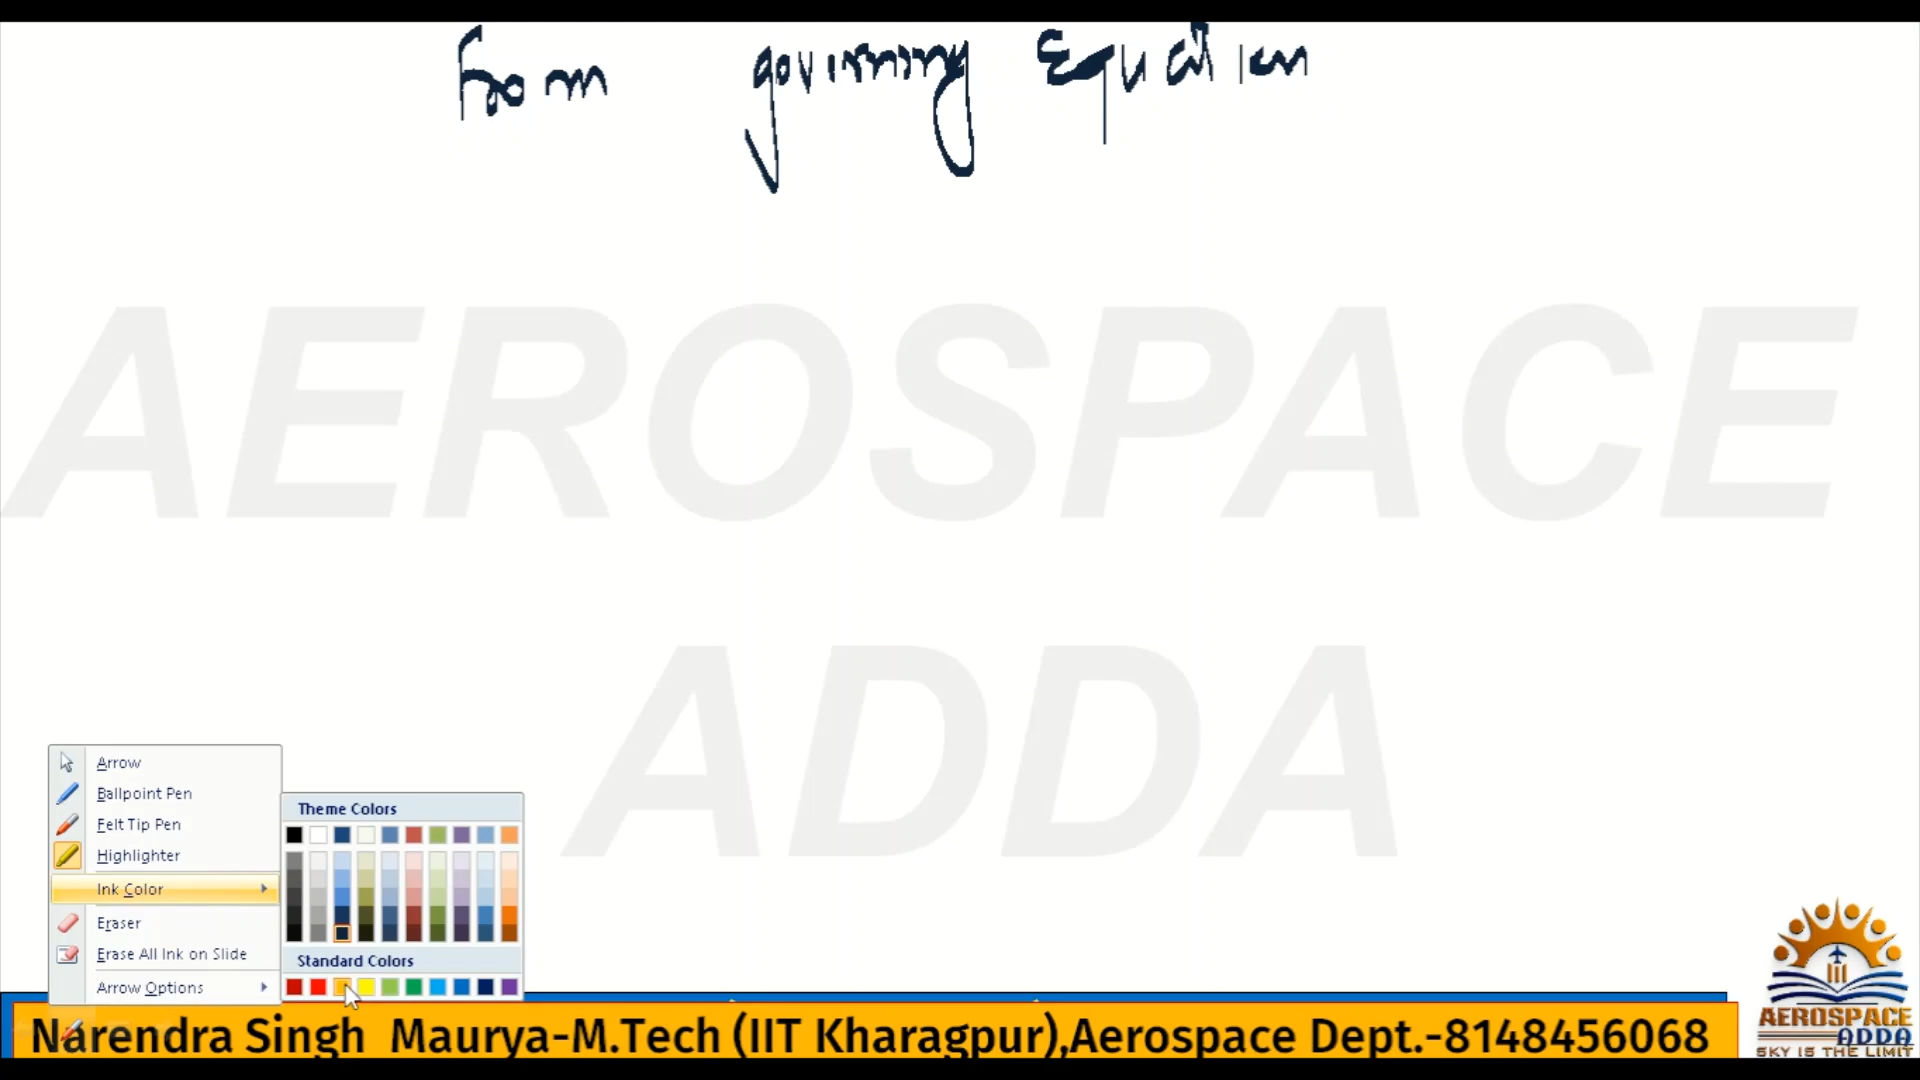 From governing Equation
AEROSPACE
ADDA
Arrow
Ballpoint Pen
Felt Tip Pen
Highlighter
Ink Color
Eraser
Erase All Ink on Slide
Arrow Options
Theme Colors
Standard Colors
Narendra Singh Maurya-M.Tech (IIT Kharagpur),Aerospace Dept.-8148456068
AEROSPACE
ADDA
SKY IS THE LIMIT